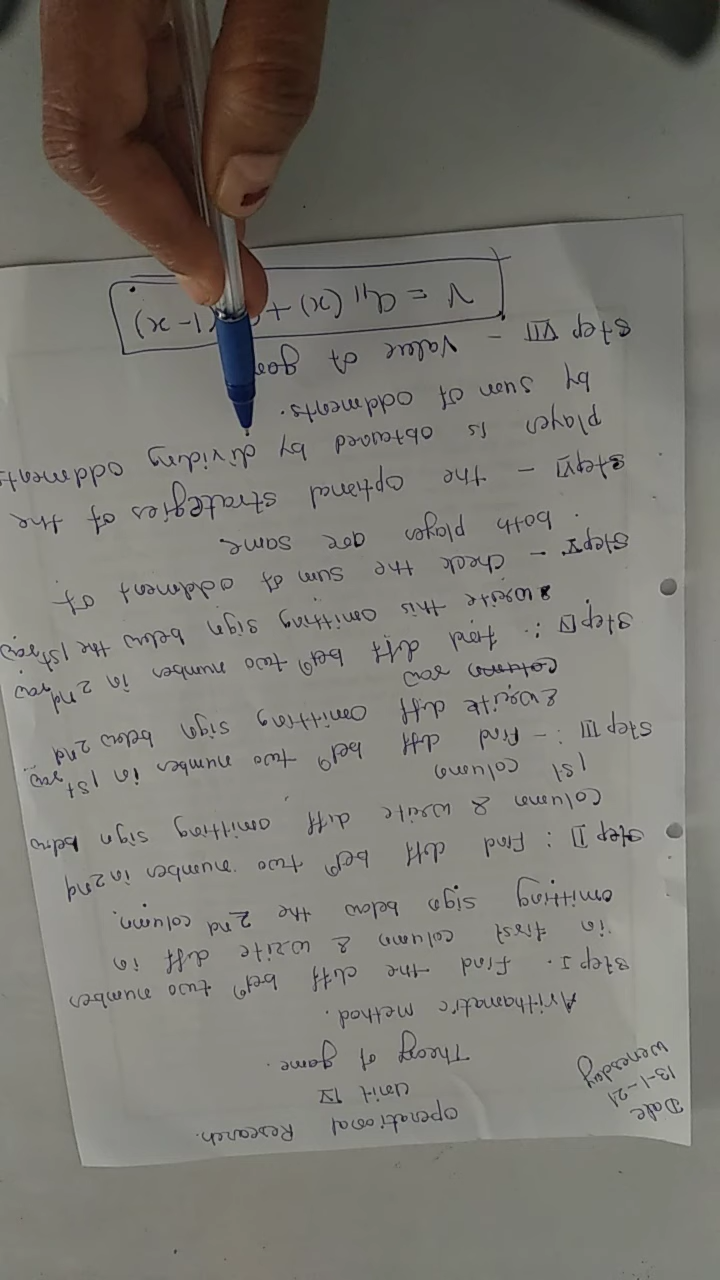 Date
13-1-21
wenesday
operational Research.
Unit IV
Theory of game.
Arithamatic method.
Step I. Find the diff betn two number
in first column & write diff in
omitting sign below the 2nd column.
Step II : Find diff betn two number in 2nd
column & write diff, omitting sign below
1st column
Step III :- Find diff betn two number in 1st row
& write diff omitting sign below 2nd
column row
Step IV :- find diff betn two number in 2nd row
& write this omitting sign below the 1st row
Step V - check the sum of oddment of
both player are same
Step VI - the optional strategies of the
player is obtained by dividing oddments
by sum of oddments.
Step VII - Value of
V = a11 (x) + (1-x)